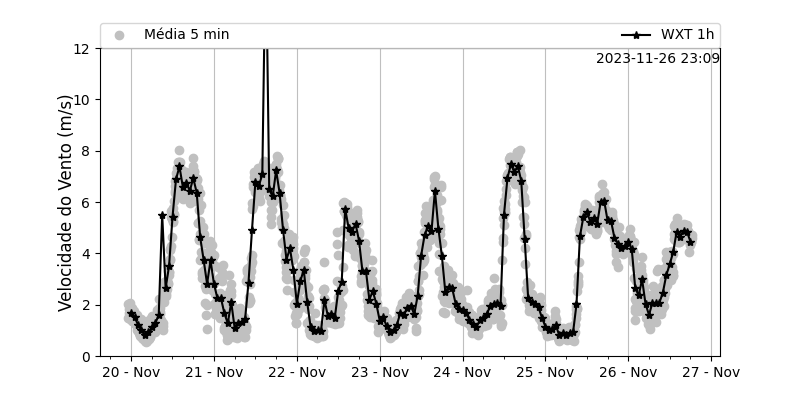 Média 5 min
WXT 1h
2023-11-26 23:09
Velocidade do Vento (m/s)
12
10
8
6
4
2
0
20 - Nov
21 - Nov
22 - Nov
23 - Nov
24 - Nov
25 - Nov
26 - Nov
27 - Nov